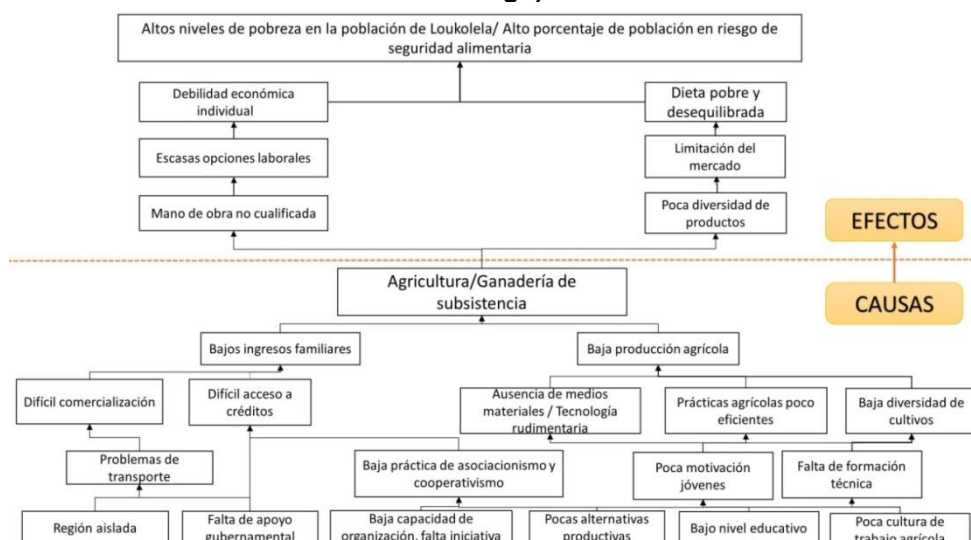 Altos niveles de pobreza en la población de Loukolela/ Alto porcentaje de población en riesgo de
seguridad alimentaria
Debilidad económica
individual
Dieta pobre y
desequilibrada
Escasas opciones laborales
Limitación del
mercado
Mano de obra no cualificada
Poca diversidad de
productos
EFECTOS
Agricultura/Ganadería de
subsistencia
CAUSAS
Bajos ingresos familiares
Baja producción agrícola
Difícil comercialización
Difícil acceso a
créditos
Ausencia de medios
materiales / Tecnología
rudimentaria
Prácticas agrícolas poco
eficientes
Baja diversidad de
cultivos
Problemas de
transporte
Baja práctica de asociacionismo y
cooperativismo
Poca motivación
jóvenes
Falta de formación
técnica
Región aislada
Falta de apoyo
gubernamental
Baja capacidad de
organización, falta iniciativa
Pocas alternativas
productivas
Bajo nivel educativo
Poca cultura de
trabajo agrícola